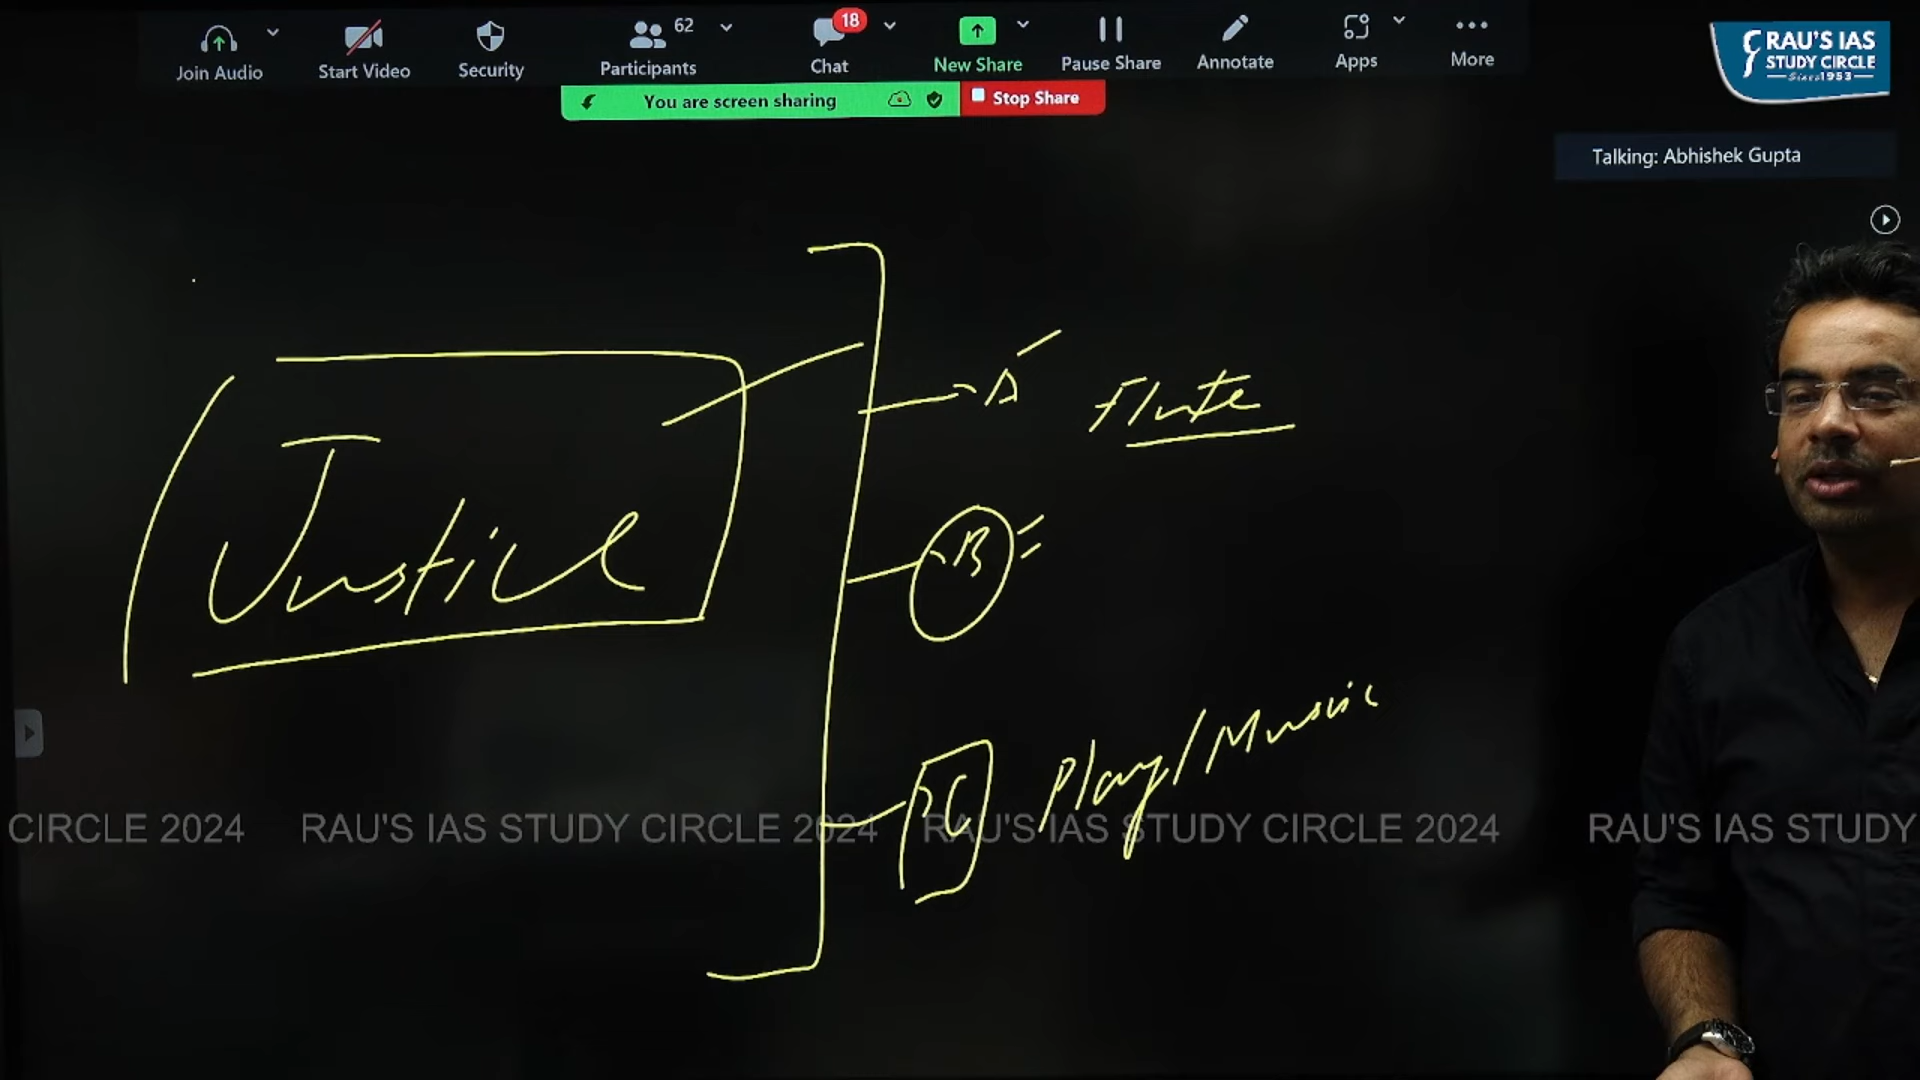 Join Audio
Start Video
Security
Participants
62
Chat
18
New Share
Pause Share
Annotate
Apps
More
You are screen sharing
Stop Share
RAU'S IAS
STUDY CIRCLE
Since 1953
Talking: Abhishek Gupta
A
Flute
Justice
B
C
Play/Music
CIRCLE 2024 RAU'S IAS STUDY CIRCLE 2024 RAU'S IAS STUDY CIRCLE 2024 RAU'S IAS STUDY